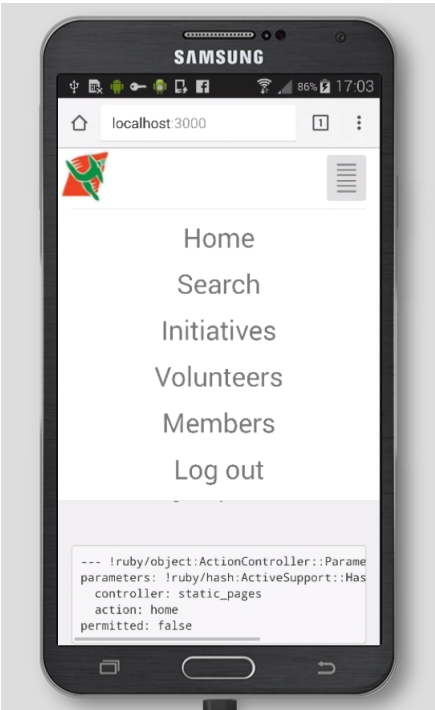 SAMSUNG
86% 17:03
localhost:3000
1
Home
Search
Initiatives
Volunteers
Members
Log out
--- !ruby/object:ActionController::Parame
parameters: !ruby/hash:ActiveSupport::Has
controller: static_pages
action: home
permitted: false